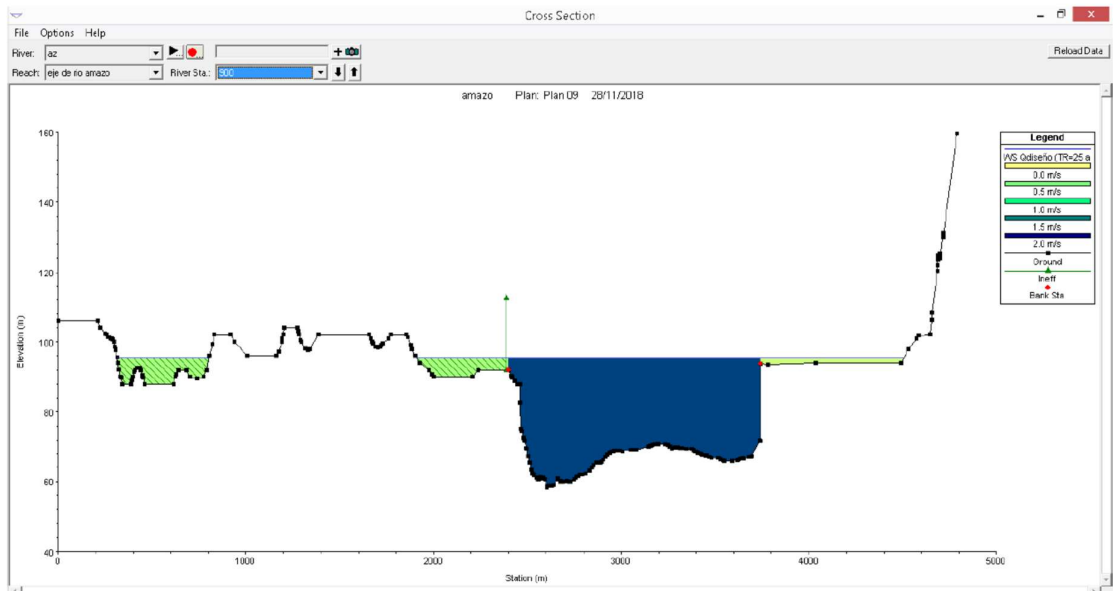 Cross Section
File Options Help
River: az
Reload Data
Reach: eje de rio amazo River Sta.: 900
amazo Plan: Plan 09 28/11/2018
Legend
WS Qdiseño (TR=25 a
0.0 m/s
0.5 m/s
1.0 m/s
1.5 m/s
2.0 m/s
Ground
Ineff
Bank Sta
Elevation (m)
160
140
120
100
80
60
40
0 1000 2000 3000 4000 5000
Station (m)